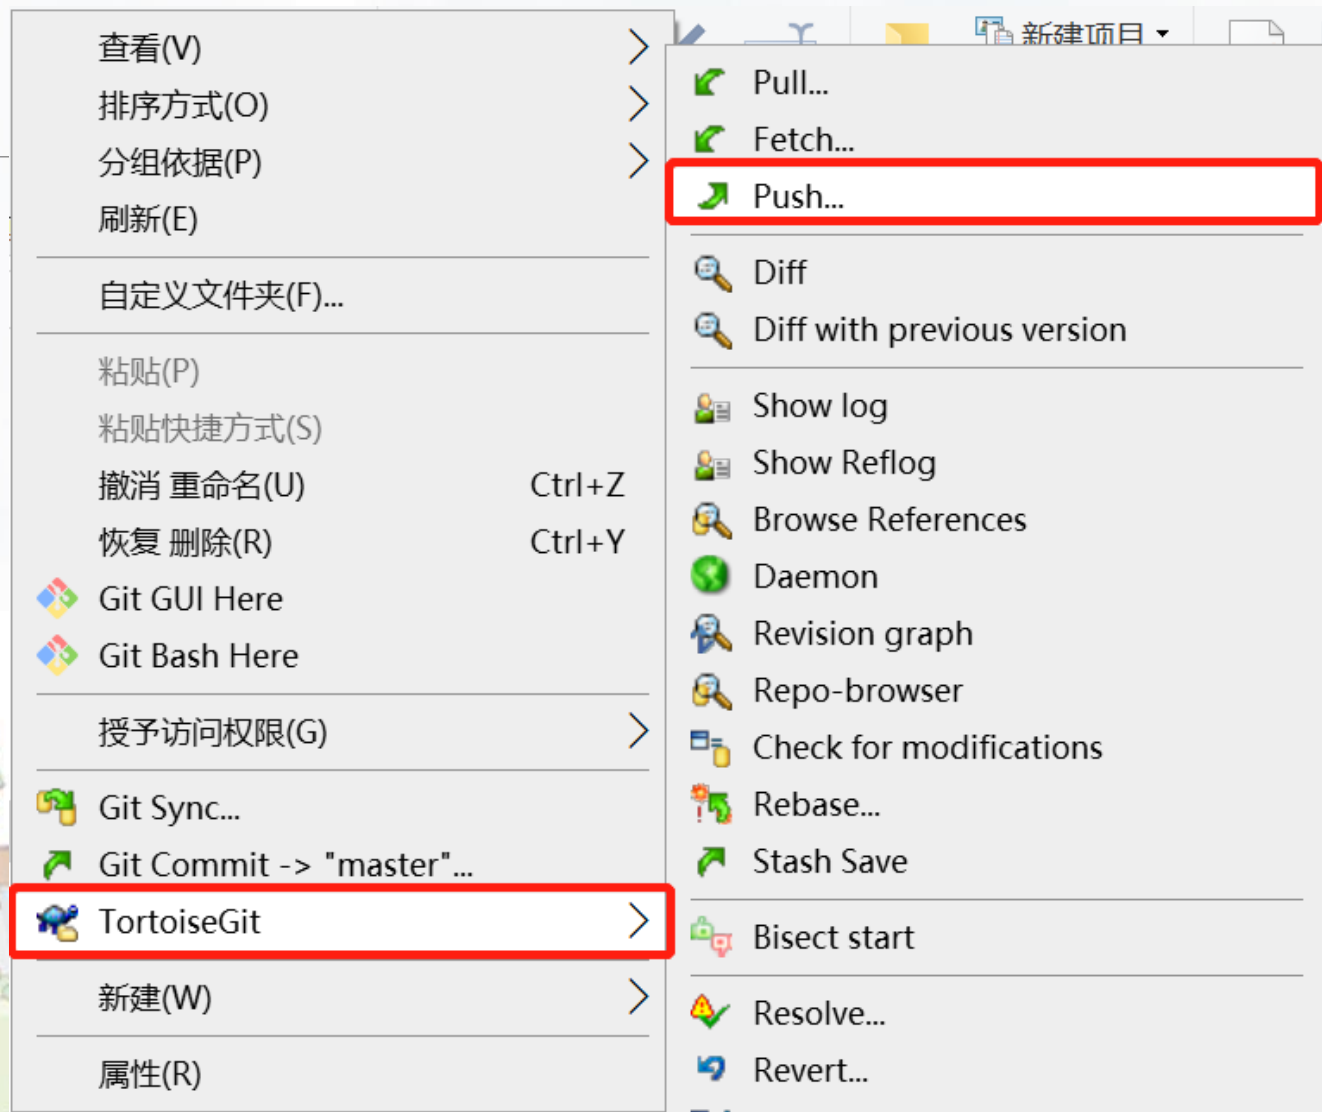 新建项目
查看(V)
排序方式(O)
分组依据(P)
刷新(E)
自定义文件夹(F)...
粘贴(P)
粘贴快捷方式(S)
撤消 重命名(U) Ctrl+Z
恢复 删除(R) Ctrl+Y
Git GUI Here
Git Bash Here
授予访问权限(G)
Git Sync...
Git Commit -> "master"...
TortoiseGit
新建(W)
属性(R)
Pull...
Fetch...
Push...
Diff
Diff with previous version
Show log
Show Reflog
Browse References
Daemon
Revision graph
Repo-browser
Check for modifications
Rebase...
Stash Save
Bisect start
Resolve...
Revert...